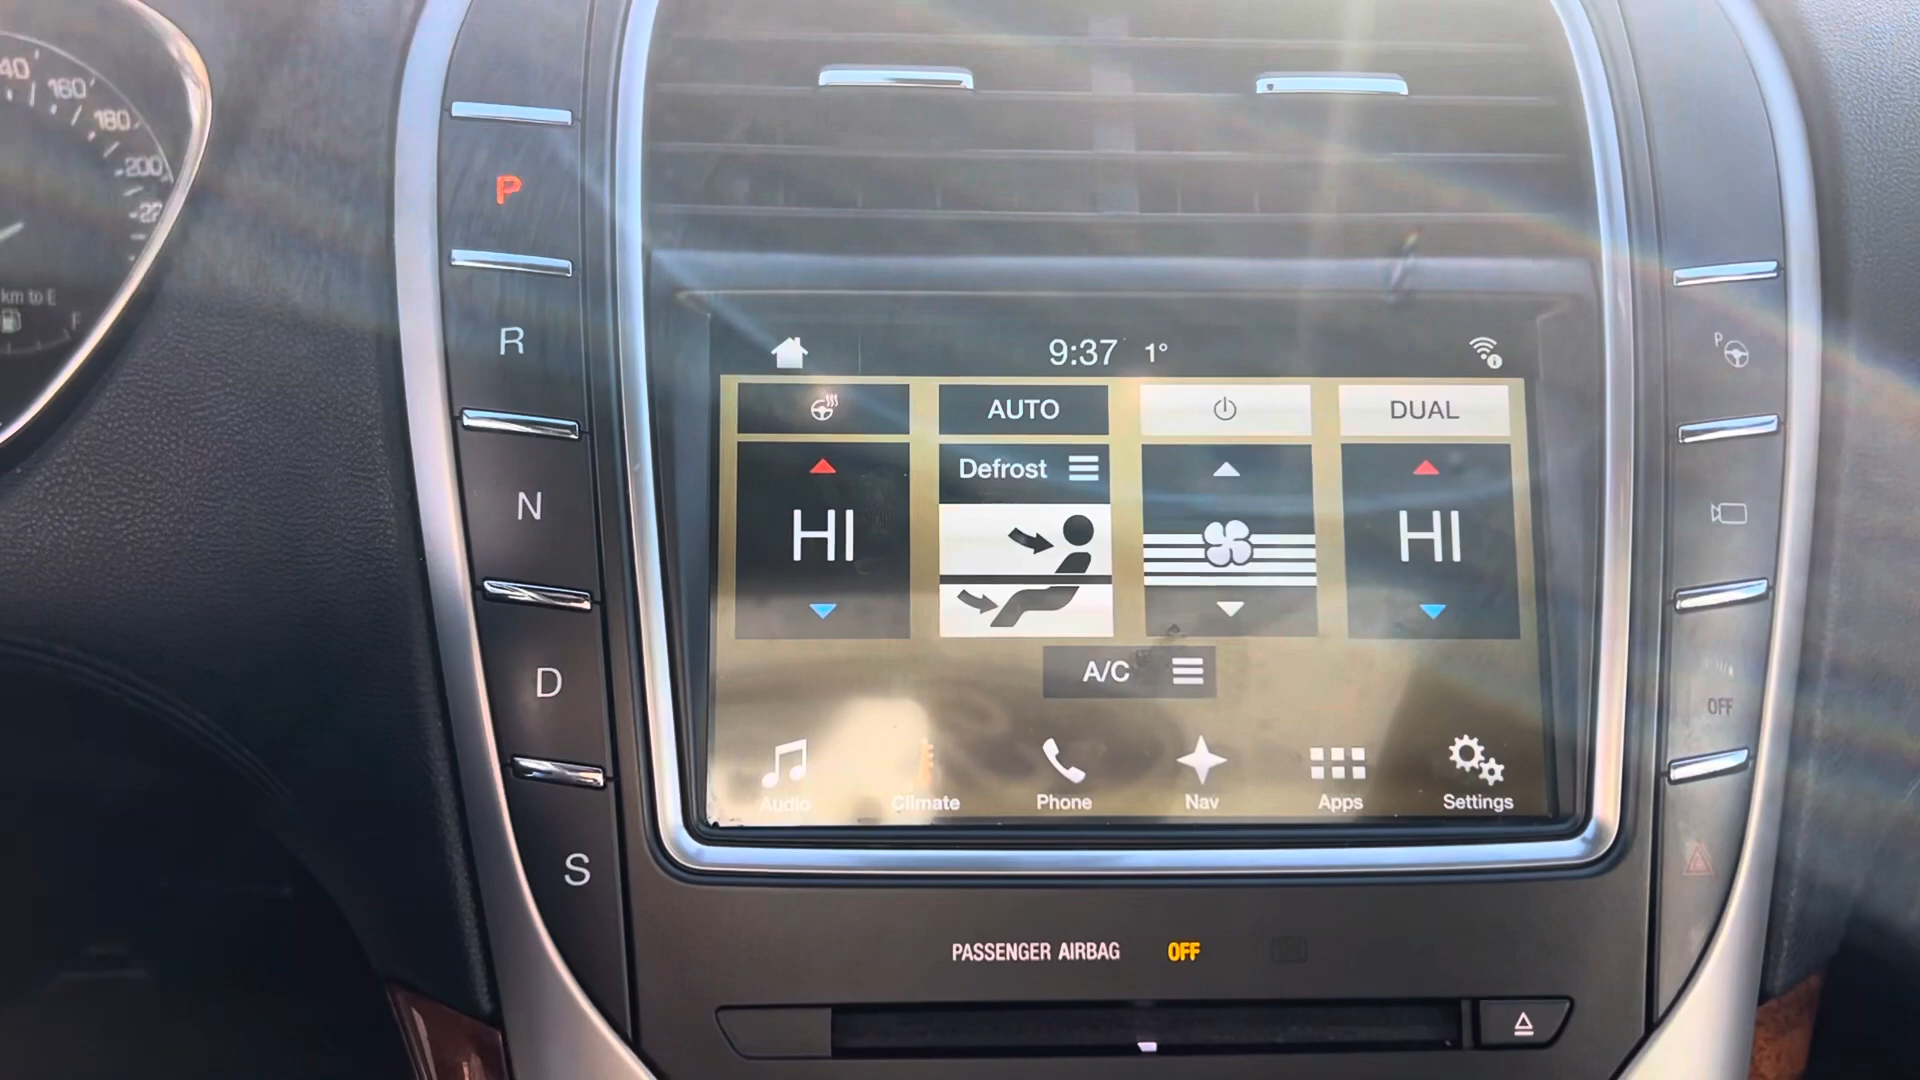 40
160
180
200
22
km to E
F
P
R
N
D
S
9:37 1°
AUTO
DUAL
Defrost
HI
HI
A/C
Audio
Climate
Phone
Nav
Apps
Settings
P
OFF
PASSENGER AIRBAG OFF